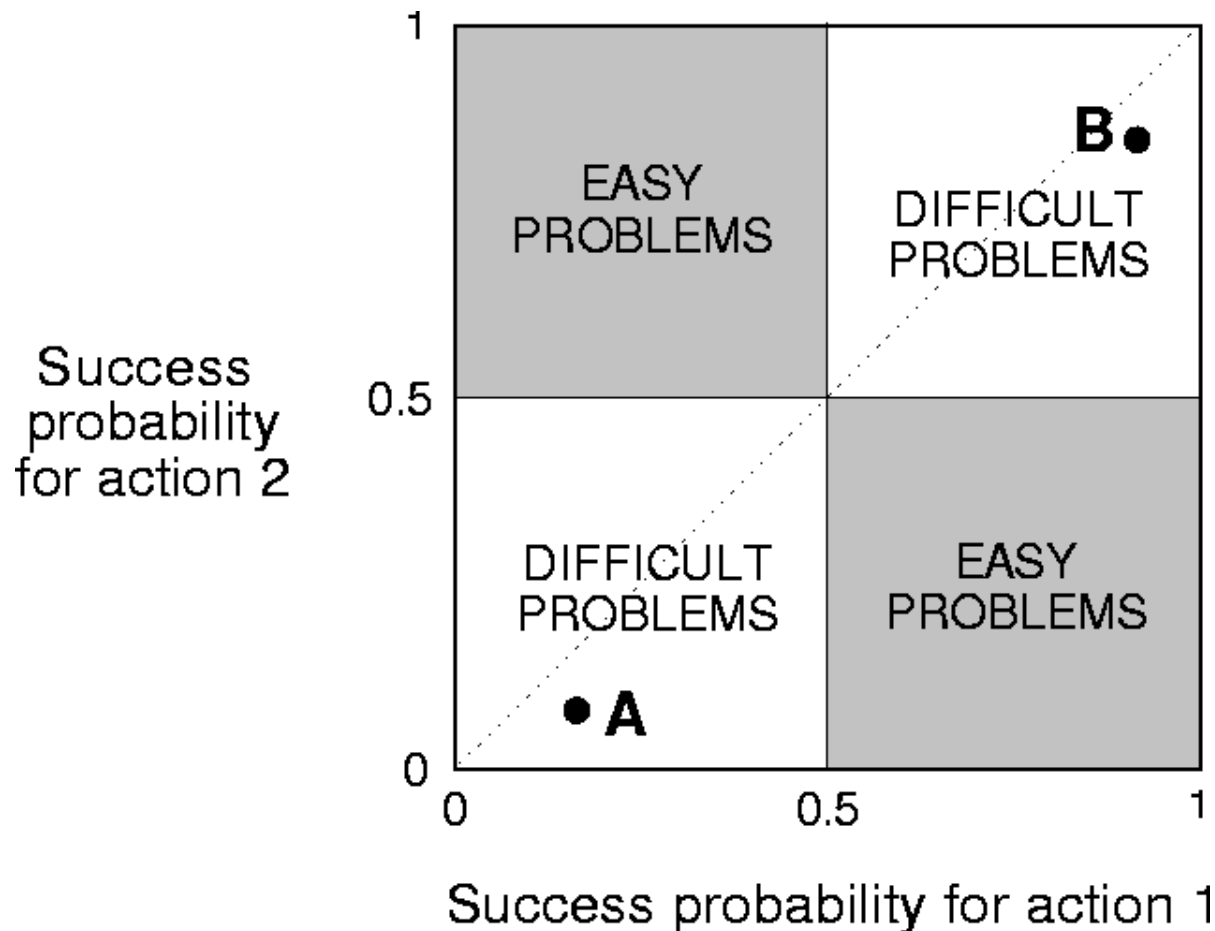 1
B
EASY
PROBLEMS
DIFFICULT
PROBLEMS
Success
probability
for action 2
0.5
DIFFICULT
PROBLEMS
EASY
PROBLEMS
A
0
0
0.5
1
Success probability for action 1